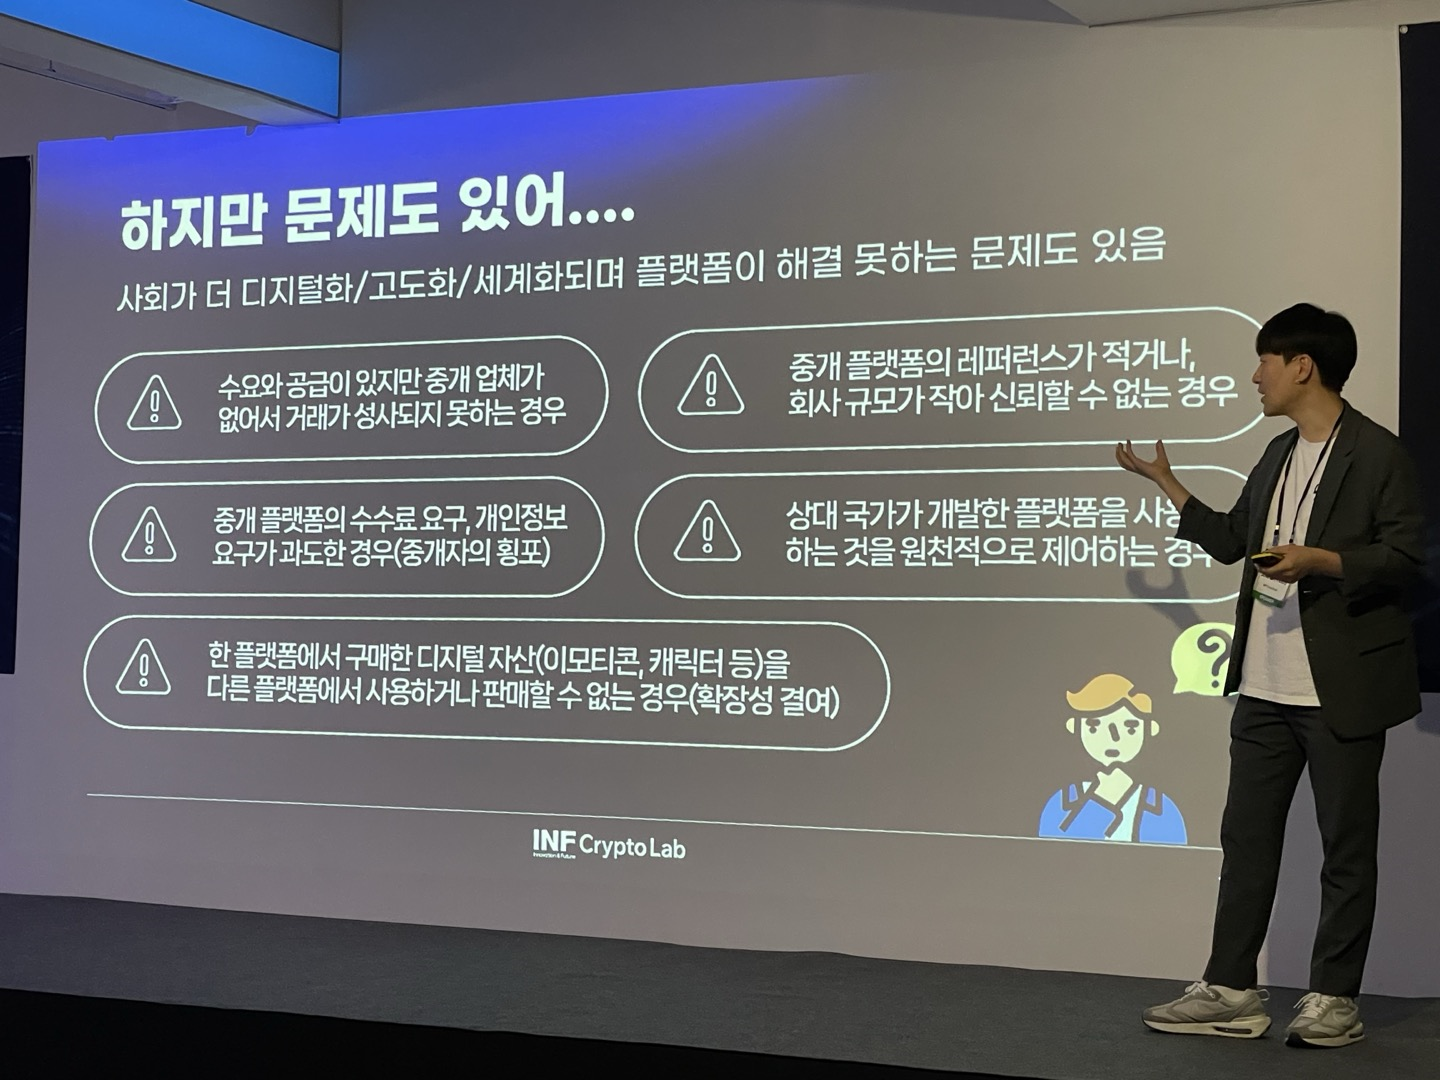 하지만 문제도 있어....
사회가 더 디지털화/고도화/세계화되며 플랫폼이 해결 못하는 문제도 있음
수요와 공급이 있지만 중개 업체가
없어서 거래가 성사되지 못하는 경우
중개 플랫폼의 레퍼런스가 적거나,
회사 규모가 작아 신뢰할 수 없는 경우
중개 플랫폼의 수수료 요구, 개인정보
요구가 과도한 경우(중개자의 횡포)
상대 국가가 개발한 플랫폼을
하는 것을 원천적으로 제어하는
한 플랫폼에서 구매한 디지털 자산(이모티콘, 캐릭터 등)을
다른 플랫폼에서 사용하거나 판매할 수 없는 경우(확장성 결여)
?
INF Crypto Lab
Innovation & Future